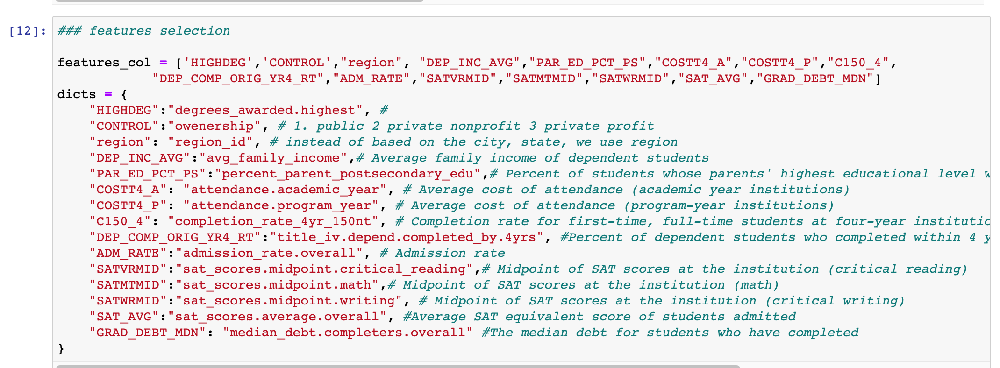 [12]: ### features selection
features_col = ['HIGHDEG','CONTROL',"region", "DEP_INC_AVG","PAR_ED_PCT_PS","COSTT4_A","COSTT4_P","C150_4",
"DEP_COMP_ORIG_YR4_RT","ADM_RATE","SATVRMID","SATMTMID","SATWRMID","SAT_AVG","GRAD_DEBT_MDN"]
dicts = {
"HIGHDEG":"degrees_awarded.highest", #
"CONTROL":"owenership", # 1. public 2 private nonprofit 3 private profit
"region": "region_id", # instead of based on the city, state, we use region
"DEP_INC_AVG":"avg_family_income",# Average family income of dependent students
"PAR_ED_PCT_PS":"percent_parent_postsecondary_edu",# Percent of students whose parents' highest educational level
"COSTT4_A": "attendance.academic_year", # Average cost of attendance (academic year institutions)
"COSTT4_P": "attendance.program_year", # Average cost of attendance (program-year institutions)
"C150_4": "completion_rate_4yr_150nt", # Completion rate for first-time, full-time students at four-year
"DEP_COMP_ORIG_YR4_RT":"title_iv.depend.completed_by.4yrs", #Percent of dependent students who completed within 4
"ADM_RATE":"admission_rate.overall", # Admission rate
"SATVRMID":"sat_scores.midpoint.critical_reading",# Midpoint of SAT scores at the institution (critical reading)
"SATMTMID":"sat_scores.midpoint.math",# Midpoint of SAT scores at the institution (math)
"SATWRMID":"sat_scores.midpoint.writing", # Midpoint of SAT scores at the institution (critical writing)
"SAT_AVG":"sat_scores.average.overall", #Average SAT equivalent score of students admitted
"GRAD_DEBT_MDN": "median_debt.completers.overall" #The median debt for students who have completed
}